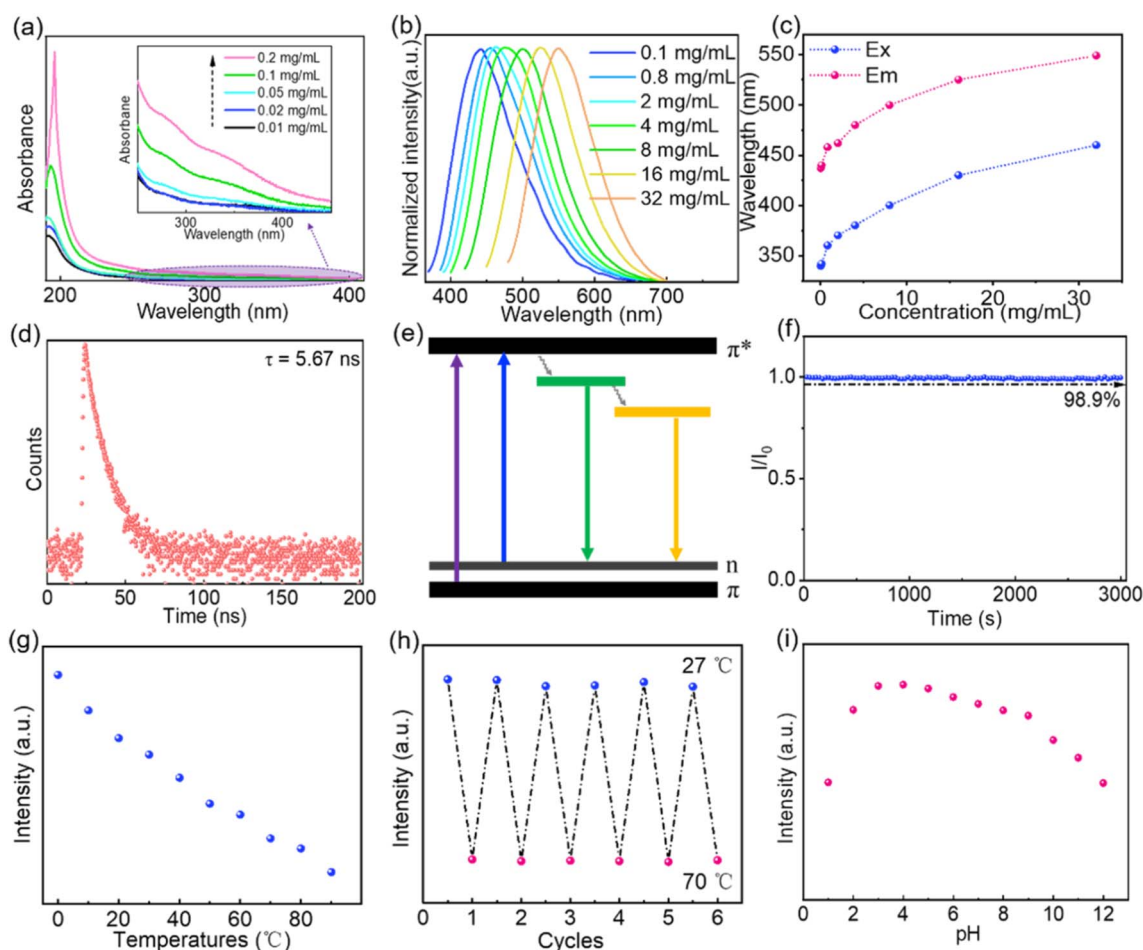 (a)
0.2 mg/mL
0.1 mg/mL
0.05 mg/mL
0.02 mg/mL
0.01 mg/mL
Absorbane
300 400
Wavelength (nm)
Absorbance
200 250 300 350 400
Wavelength (nm)
(b)
0.1 mg/mL
0.8 mg/mL
2 mg/mL
4 mg/mL
8 mg/mL
16 mg/mL
32 mg/mL
Normalized intensity(a.u.)
400 500 600 700
Wavelength (nm)
(c)
Ex
Em
Wavelength (nm)
550
500
450
400
350
0 10 20 30
Concentration (mg/mL)
(d)
τ = 5.67 ns
Counts
0 50 100 150 200
Time (ns)
(e)
π*
n
π
(f)
1.0
98.9%
I/I0
0.5
0.0
0 1000 2000 3000
Time (s)
(g)
Intensity (a.u.)
0 20 40 60 80
Temperatures (℃)
(h)
27 ℃
Intensity (a.u.)
70 ℃
0 1 2 3 4 5 6
Cycles
(i)
Intensity (a.u.)
0 2 4 6 8 10 12
pH